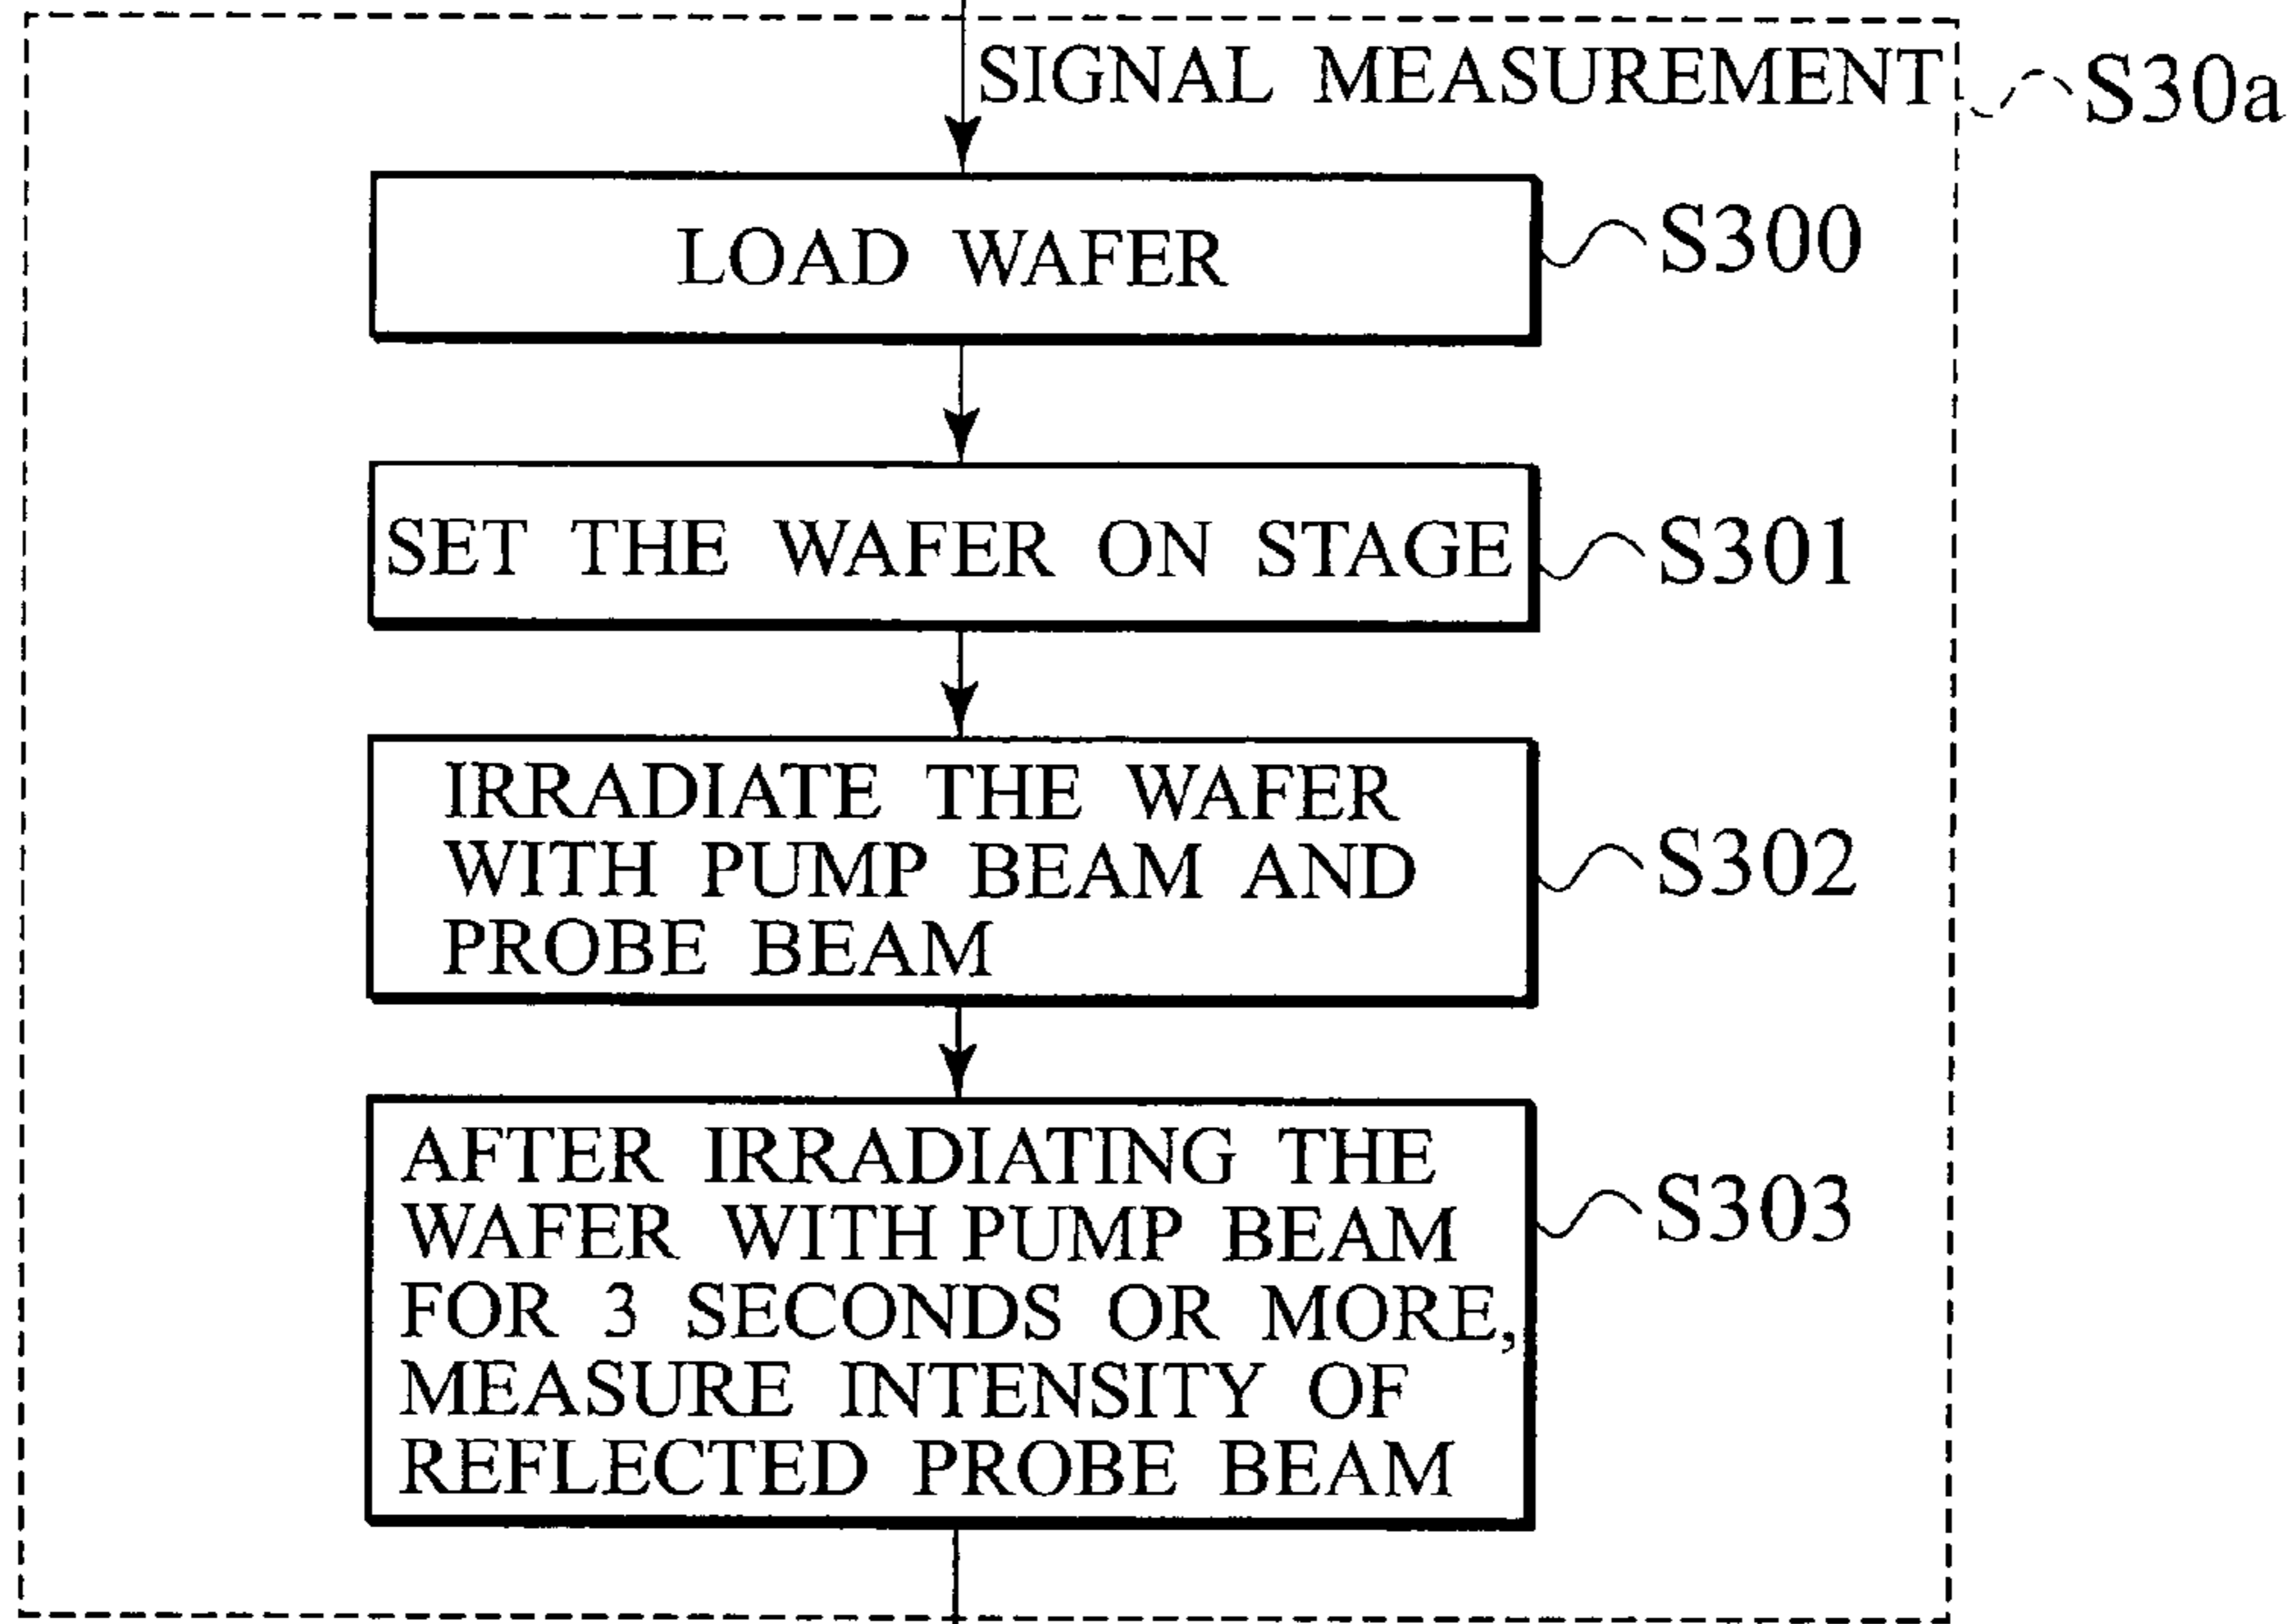 SIGNAL MEASUREMENT
S30a
LOAD WAFER
S300
SET THE WAFER ON STAGE
S301
IRRADIATE THE WAFER
WITH PUMP BEAM AND
PROBE BEAM
S302
AFTER IRRADIATING THE
WAFER WITH PUMP BEAM
FOR 3 SECONDS OR MORE,
MEASURE INTENSITY OF
REFLECTED PROBE BEAM
S303